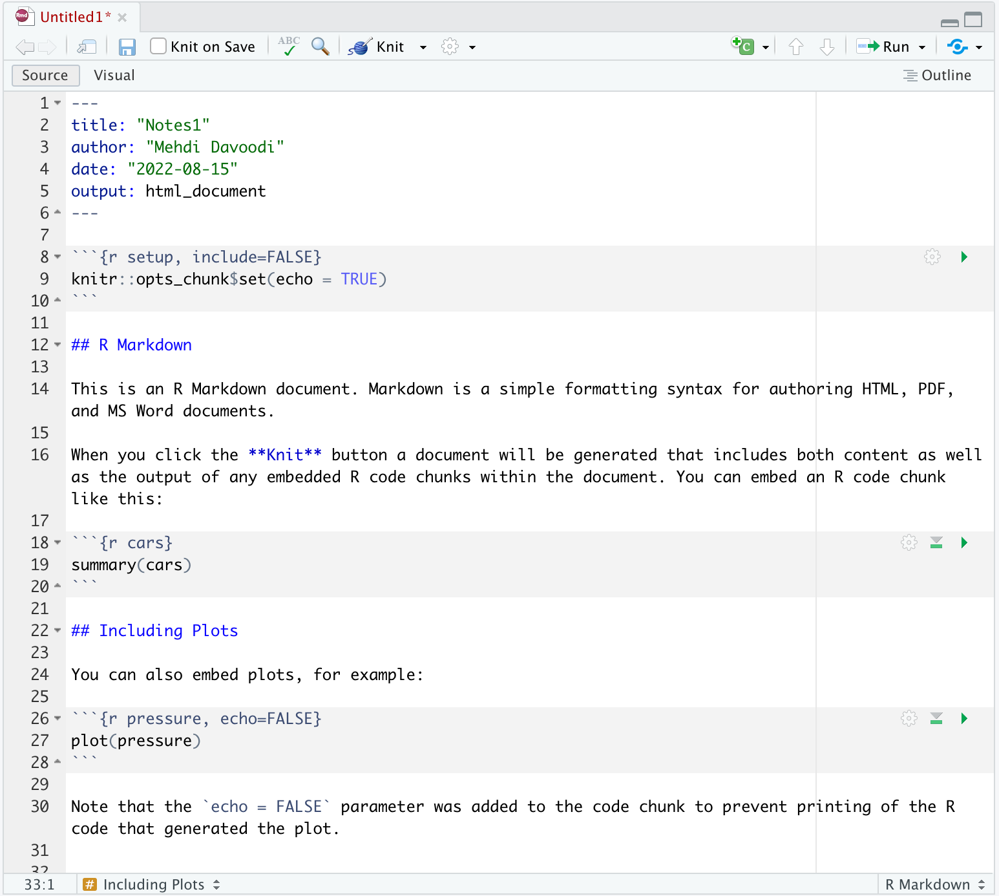 Rmd Untitled1*
Knit on Save ABC Knit C Run
Source Visual Outline
1 ---
2 title: "Notes1"
3 author: "Mehdi Davoodi"
4 date: "2022-08-15"
5 output: html_document
6 ---
7
8 ```{r setup, include=FALSE}
9 knitr::opts_chunk$set(echo = TRUE)
10 ```
11
12 ## R Markdown
13
14 This is an R Markdown document. Markdown is a simple formatting syntax for authoring HTML, PDF,
and MS Word documents.
15
16 When you click the **Knit** button a document will be generated that includes both content as well
as the output of any embedded R code chunks within the document. You can embed an R code chunk
like this:
17
18 ```{r cars}
19 summary(cars)
20 ```
21
22 ## Including Plots
23
24 You can also embed plots, for example:
25
26 ```{r pressure, echo=FALSE}
27 plot(pressure)
28 ```
29
30 Note that the `echo = FALSE` parameter was added to the code chunk to prevent printing of the R
code that generated the plot.
31
32
33:1 # Including Plots R Markdown